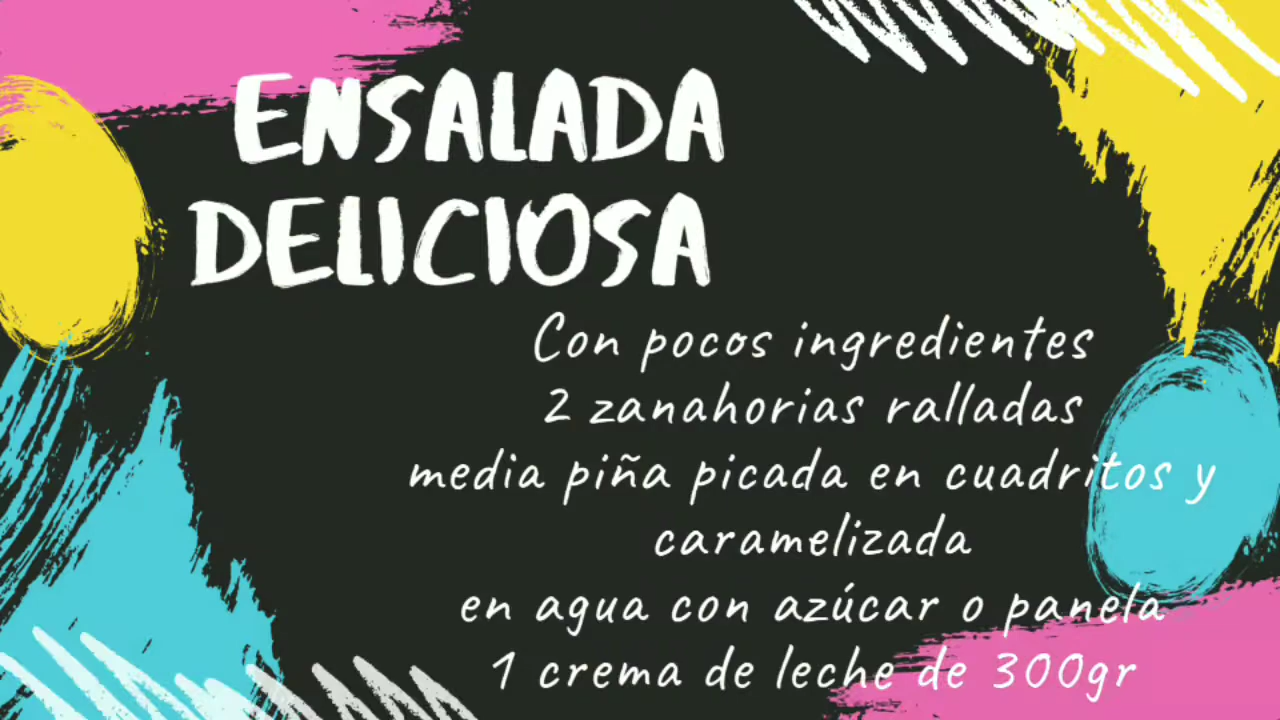 ENSALADA
DELICIOSA
Con pocos ingredientes
2 zanahorias ralladas
media piña picada en cuadritos y
caramelizada
en agua con azúcar o panela
1 crema de leche de 300gr